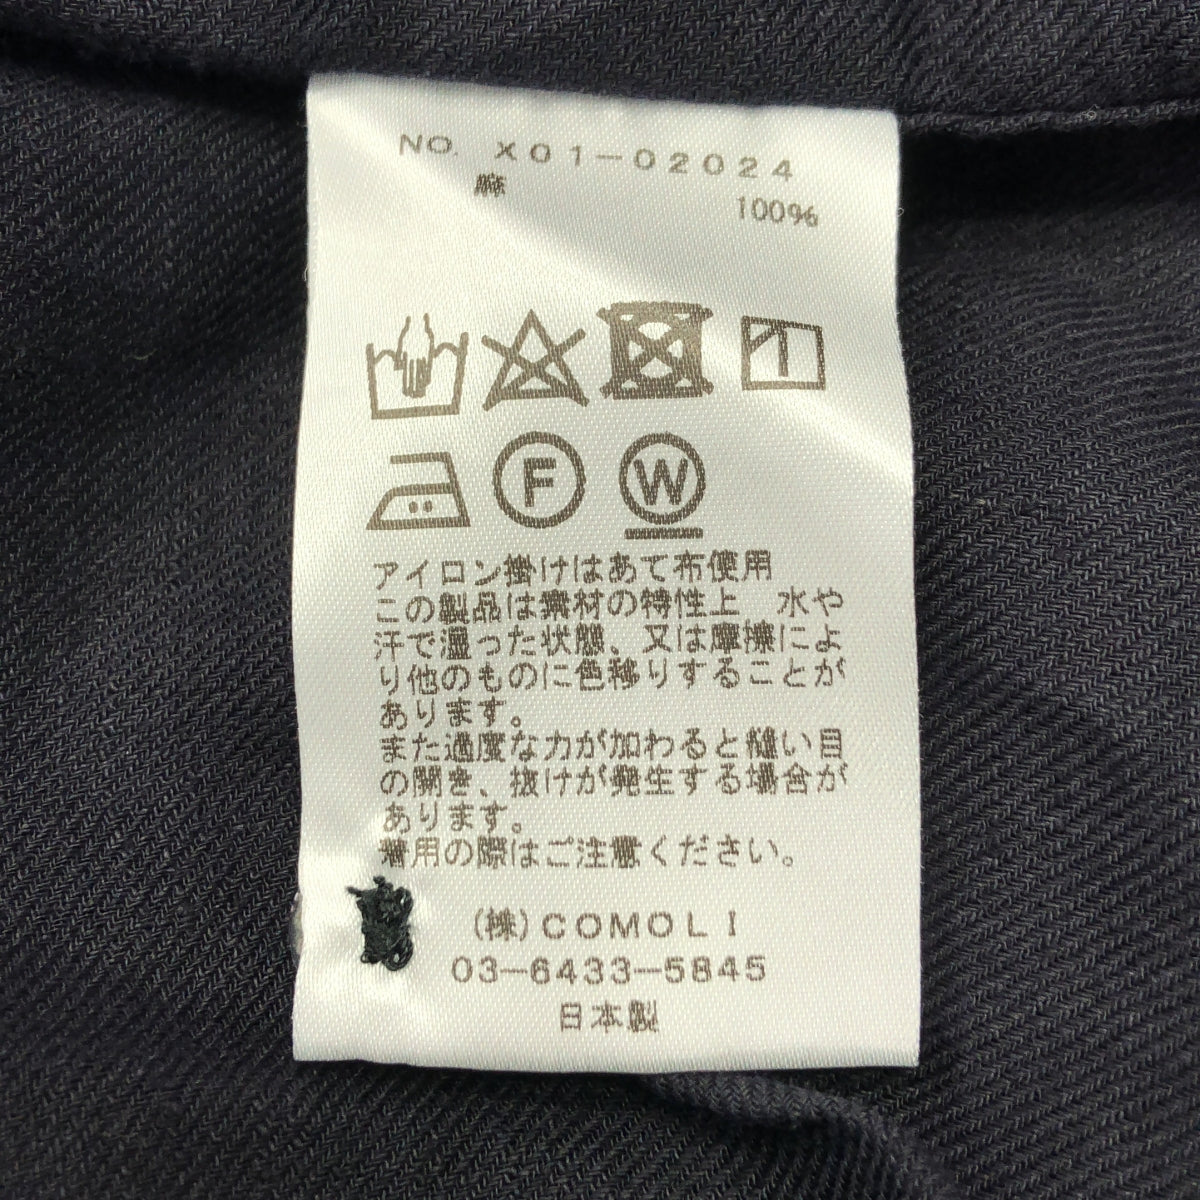 NO. X01-02024
麻 100%
F W
アイロン掛けはあて布使用
この製品は素材の特性上 水や
汗で湿った状態、又は摩擦によ
り他のものに色移りすることが
あります。
また過度な力が加わると縫い目
の開き、抜けが発生する場合が
あります。
着用の際はご注意ください。
(株)COMOLI
03-6433-5845
日本製